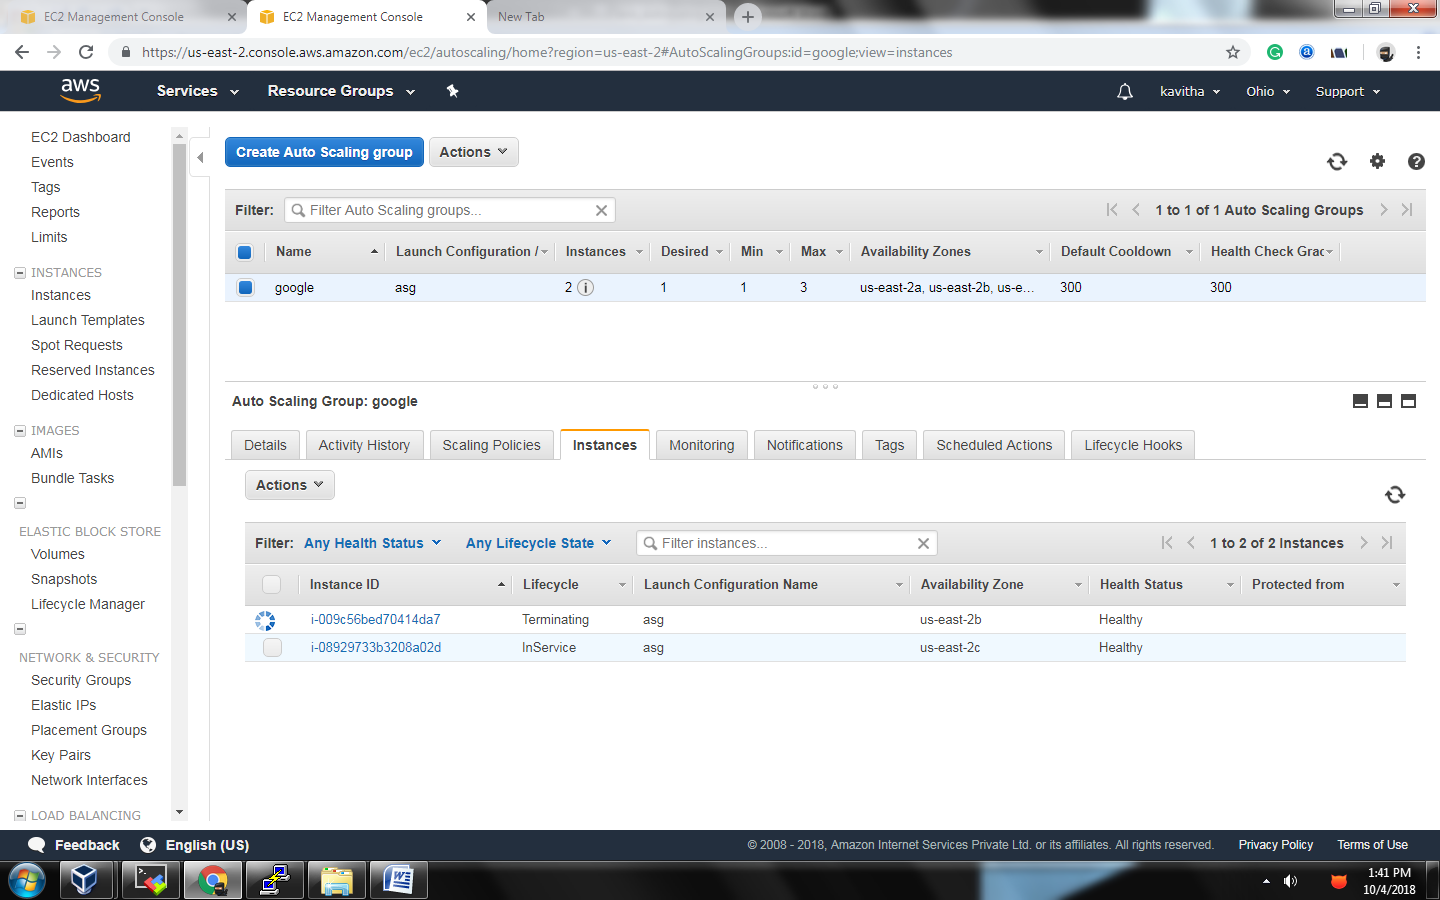 EC2 Management Console
EC2 Management Console
New Tab
https://us-east-2.console.aws.amazon.com/ec2/autoscaling/home?region=us-east-2#AutoScalingGroups:id=google;view=instances
aws Services Resource Groups kavitha Ohio Support
EC2 Dashboard
Events
Tags
Reports
Limits
INSTANCES
Instances
Launch Templates
Spot Requests
Reserved Instances
Dedicated Hosts
IMAGES
AMIs
Bundle Tasks
ELASTIC BLOCK STORE
Volumes
Snapshots
Lifecycle Manager
NETWORK & SECURITY
Security Groups
Elastic IPs
Placement Groups
Key Pairs
Network Interfaces
LOAD BALANCING
Create Auto Scaling group Actions
Filter: Filter Auto Scaling groups... 1 to 1 of 1 Auto Scaling Groups
Name Launch Configuration / Instances Desired Min Max Availability Zones Default Cooldown Health Check Grac
google asg 2 1 1 3 us-east-2a, us-east-2b, us-e... 300 300
Auto Scaling Group: google
Details Activity History Scaling Policies Instances Monitoring Notifications Tags Scheduled Actions Lifecycle Hooks
Actions
Filter: Any Health Status Any Lifecycle State Filter instances... 1 to 2 of 2 Instances
Instance ID Lifecycle Launch Configuration Name Availability Zone Health Status Protected from
i-009c56bed70414da7 Terminating asg us-east-2b Healthy
i-08929733b3208a02d InService asg us-east-2c Healthy
Feedback English (US) © 2008 - 2018, Amazon Internet Services Private Ltd. or its affiliates. All rights reserved. Privacy Policy Terms of Use
1:41 PM
10/4/2018